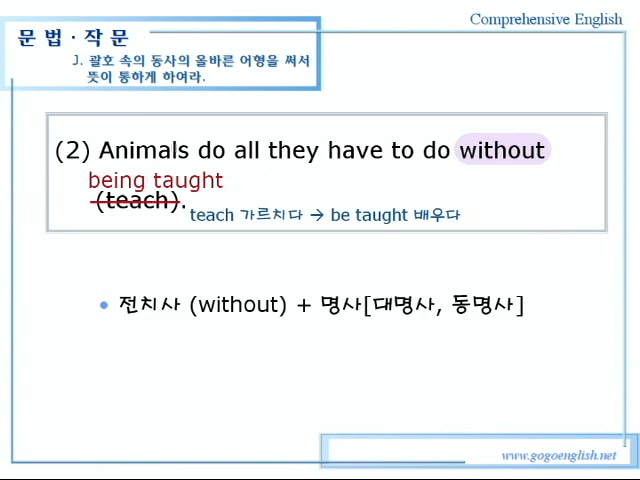 Comprehensive English
문법·작문
J. 괄호 속의 동사의 올바른 어형을 써서
뜻이 통하게 하여라.
(2) Animals do all they have to do without
being taught
(teach).
teach 가르치다 → be taught 배우다
• 전치사 (without) + 명사[대명사, 동명사]
www.gogoenglish.net